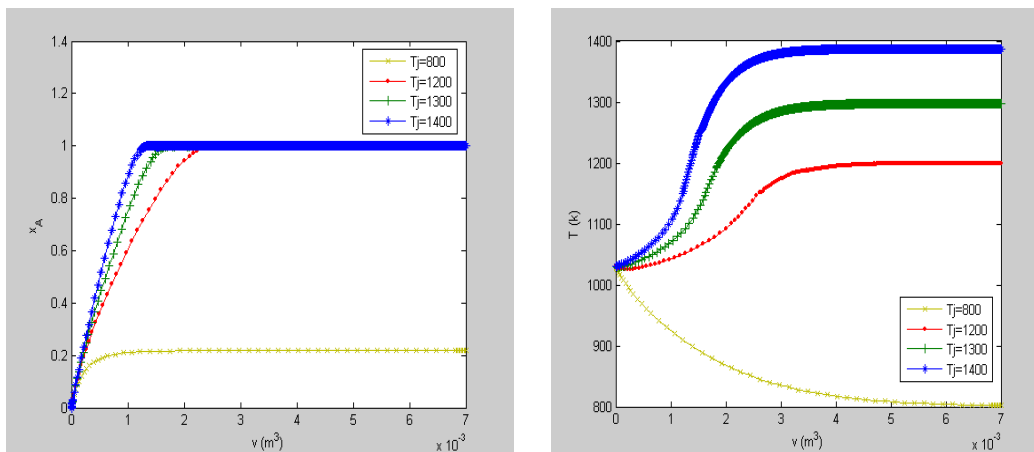 1.4
1.2
1
0.8
0.6
0.4
0.2
0
x_A
0 1 2 3 4 5 6 7
v (m³)
x 10⁻³
Tj=800
Tj=1200
Tj=1300
Tj=1400
1400
1300
1200
1100
1000
900
800
T (k)
0 1 2 3 4 5 6 7
v (m³)
x 10⁻³
Tj=800
Tj=1200
Tj=1300
Tj=1400